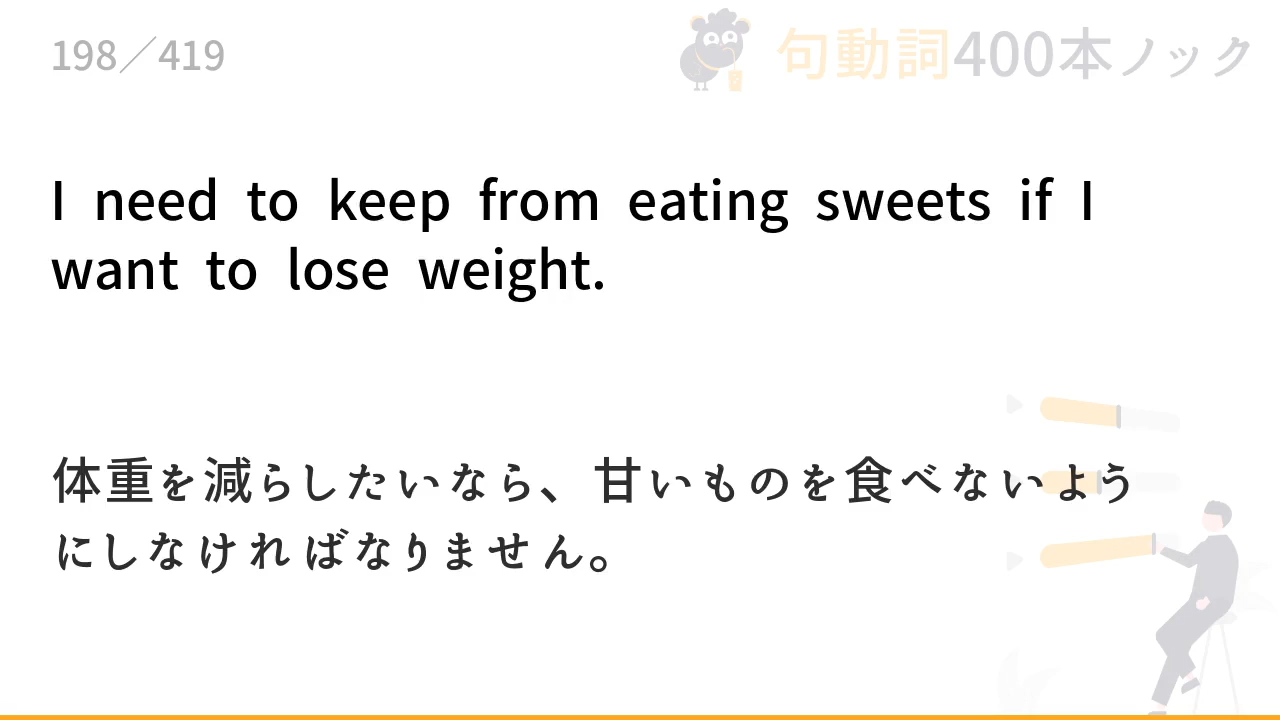 198／419
句動詞400本ノック
I need to keep from eating sweets if I
want to lose weight.
体重を減らしたいなら、甘いものを食べないよう
にしなければなりません。